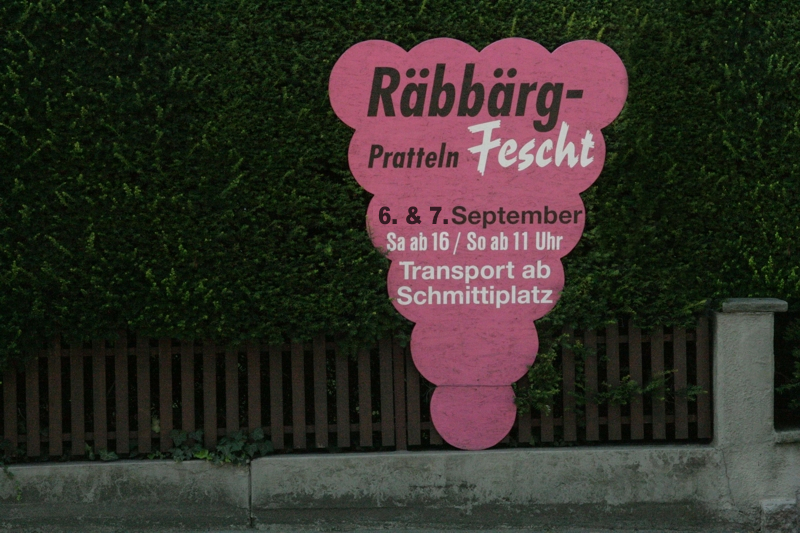 Räbbärg-
Pratteln Fescht
6. & 7. September
Sa ab 16 / So ab 11 Uhr
Transport ab
Schmittiplatz